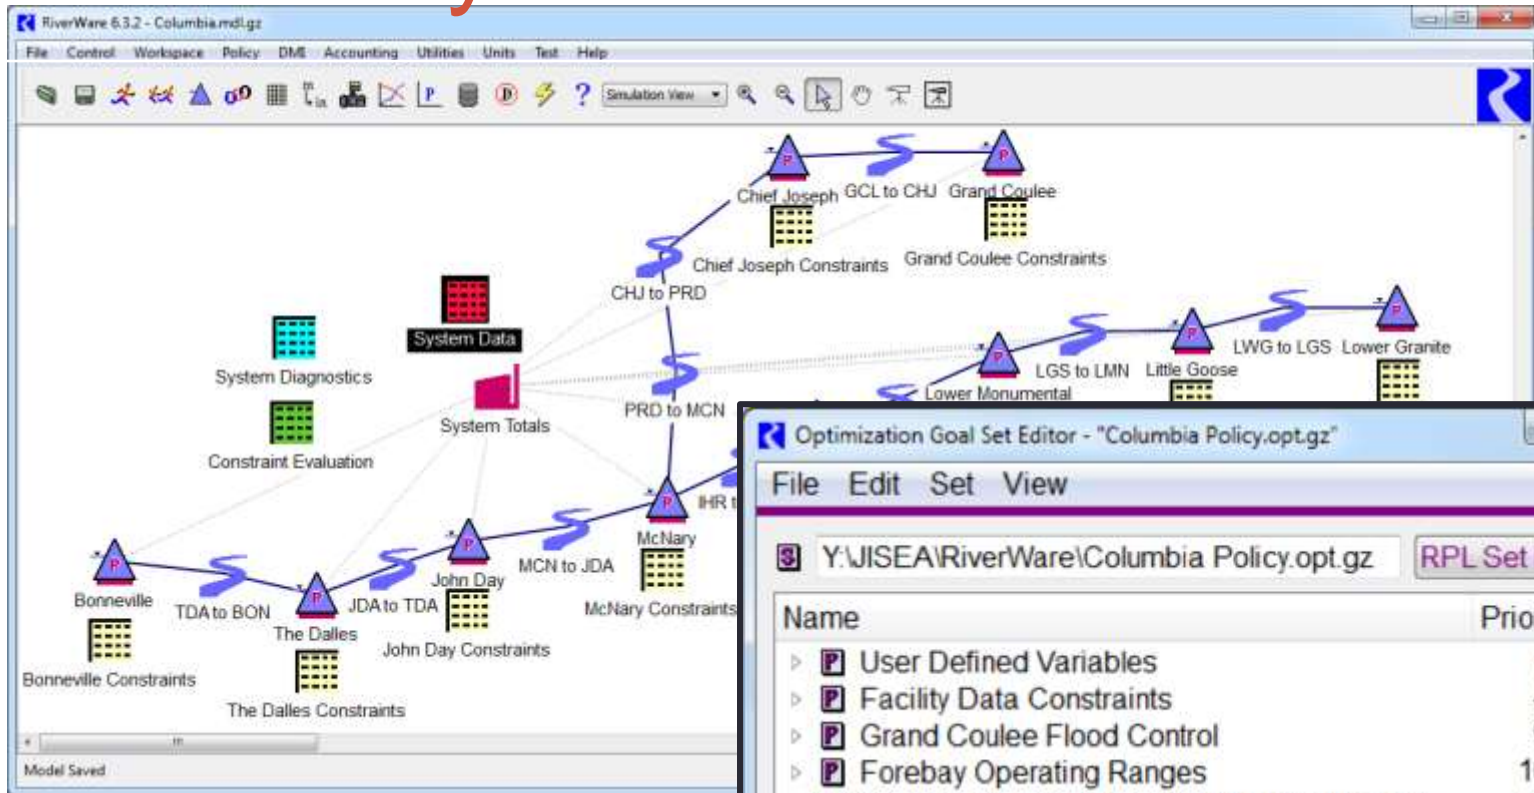 RiverWare 6.3.2 - Columbia.mdl.gz
File Control Workspace Policy DMI Accounting Utilities Units Test Help
Simulation View
Chief Joseph
GCL to CHJ
Grand Coulee
Chief Joseph Constraints
Grand Coulee Constraints
CHJ to PRD
System Data
System Diagnostics
LWG to LGS
Lower Granite
LGS to LMN
Little Goose
Lower Monumental
PRD to MCN
System Totals
Constraint Evaluation
IHR t
McNary
MCN to JDA
John Day
McNary Constraints
Bonneville
TDA to BON
JDA to TDA
The Dalles
John Day Constraints
Bonneville Constraints
The Dalles Constraints
Model Saved
Optimization Goal Set Editor - "Columbia Policy.opt.gz"
File Edit Set View
S Y:\JISEA\RiverWare\Columbia Policy.opt.gz RPL Set
Name Prio
P User Defined Variables
P Facility Data Constraints
P Grand Coulee Flood Control
P Forebay Operating Ranges 1